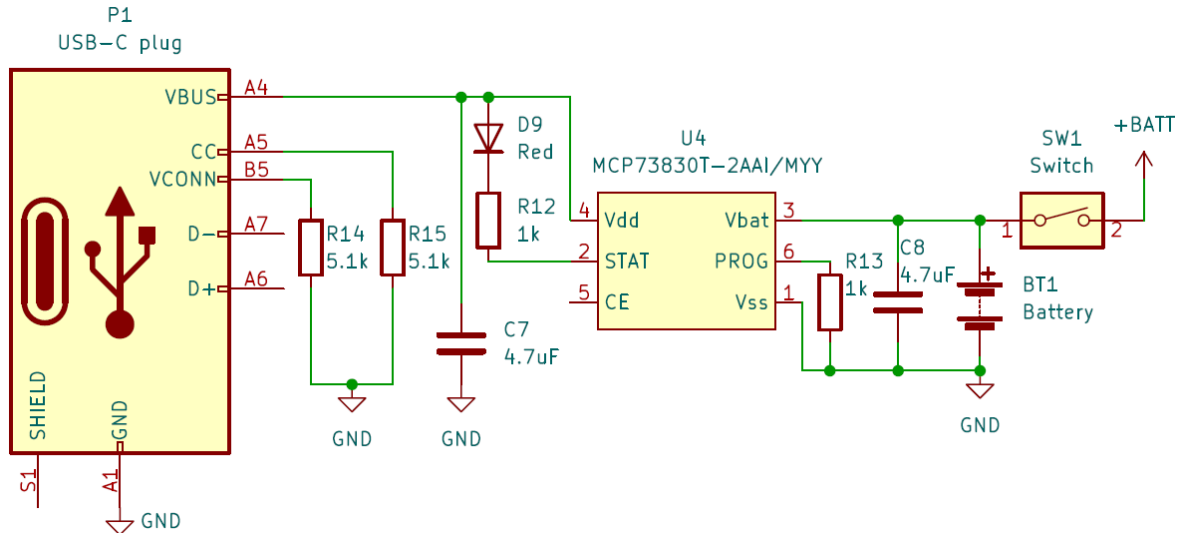 P1
USB-C plug
VBUS
A4
CC
A5
VCONN
B5
D-
A7
D+
A6
SHIELD
S1
GND
A1
GND
R14
5.1k
R15
5.1k
GND
D9
Red
R12
1k
C7
4.7uF
GND
U4
MCP73830T-2AAI/MYY
4
Vdd
2
STAT
5
CE
Vbat
3
PROG
6
Vss
1
R13
1k
C8
4.7uF
BT1
Battery
+
GND
SW1
Switch
1
2
+BATT